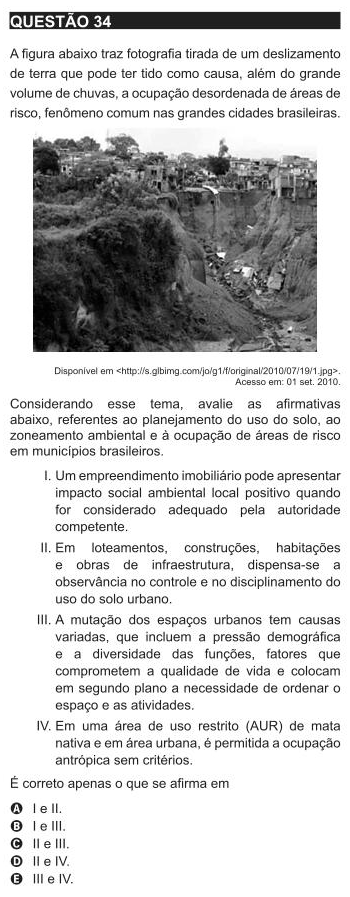 QUESTÃO 34
A figura abaixo traz fotografia tirada de um deslizamento
de terra que pode ter tido como causa, além do grande
volume de chuvas, a ocupação desordenada de áreas de
risco, fenômeno comum nas grandes cidades brasileiras.
Disponível em <http://s.glbimg.com/jo/g1/f/original/2010/07/19/1.jpg>.
Acesso em: 01 set. 2010.
Considerando esse tema, avalie as afirmativas
abaixo, referentes ao planejamento do uso do solo, ao
zoneamento ambiental e à ocupação de áreas de risco
em municípios brasileiros.
I. Um empreendimento imobiliário pode apresentar
impacto social ambiental local positivo quando
for considerado adequado pela autoridade
competente.
II. Em loteamentos, construções, habitações
e obras de infraestrutura, dispensa-se a
observância no controle e no disciplinamento do
uso do solo urbano.
III. A mutação dos espaços urbanos tem causas
variadas, que incluem a pressão demográfica
e a diversidade das funções, fatores que
comprometem a qualidade de vida e colocam
em segundo plano a necessidade de ordenar o
espaço e as atividades.
IV. Em uma área de uso restrito (AUR) de mata
nativa e em área urbana, é permitida a ocupação
antrópica sem critérios.
É correto apenas o que se afirma em
A I e II.
B I e III.
C II e III.
D II e IV.
E III e IV.